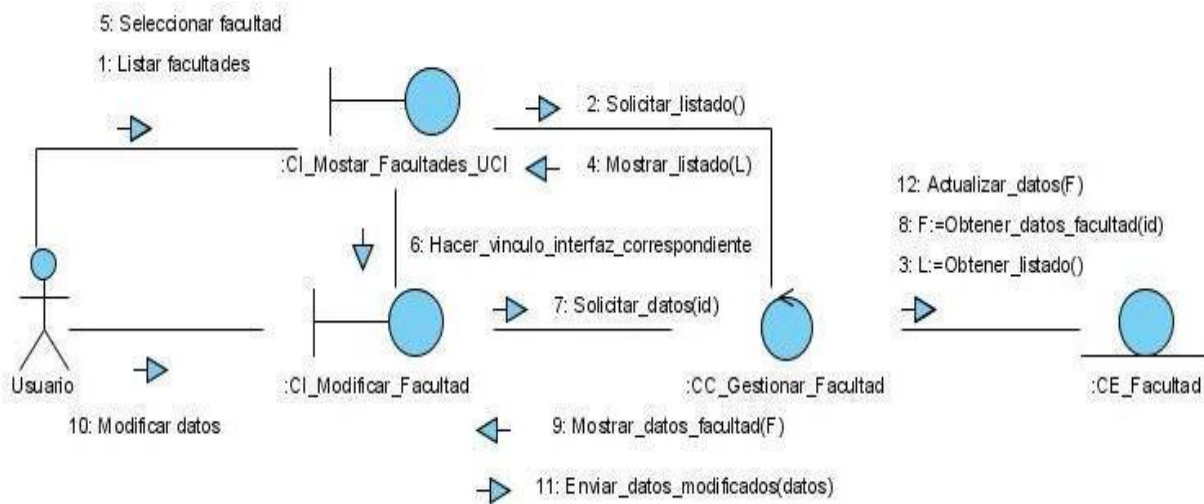 5: Seleccionar facultad
1: Listar facultades
2: Solicitar_listado()
:CI_Mostar_Facultades_UCI
4: Mostrar_listado(L)
12: Actualizar_datos(F)
8: F:=Obtener_datos_facultad(id)
3: L:=Obtener_listado()
6: Hacer_vinculo_interfaz_correspondiente
7: Solicitar_datos(id)
Usuario
:CI_Modificar_Facultad
:CC_Gestionar_Facultad
:CE_Facultad
10: Modificar datos
9: Mostrar_datos_facultad(F)
11: Enviar_datos_modificados(datos)